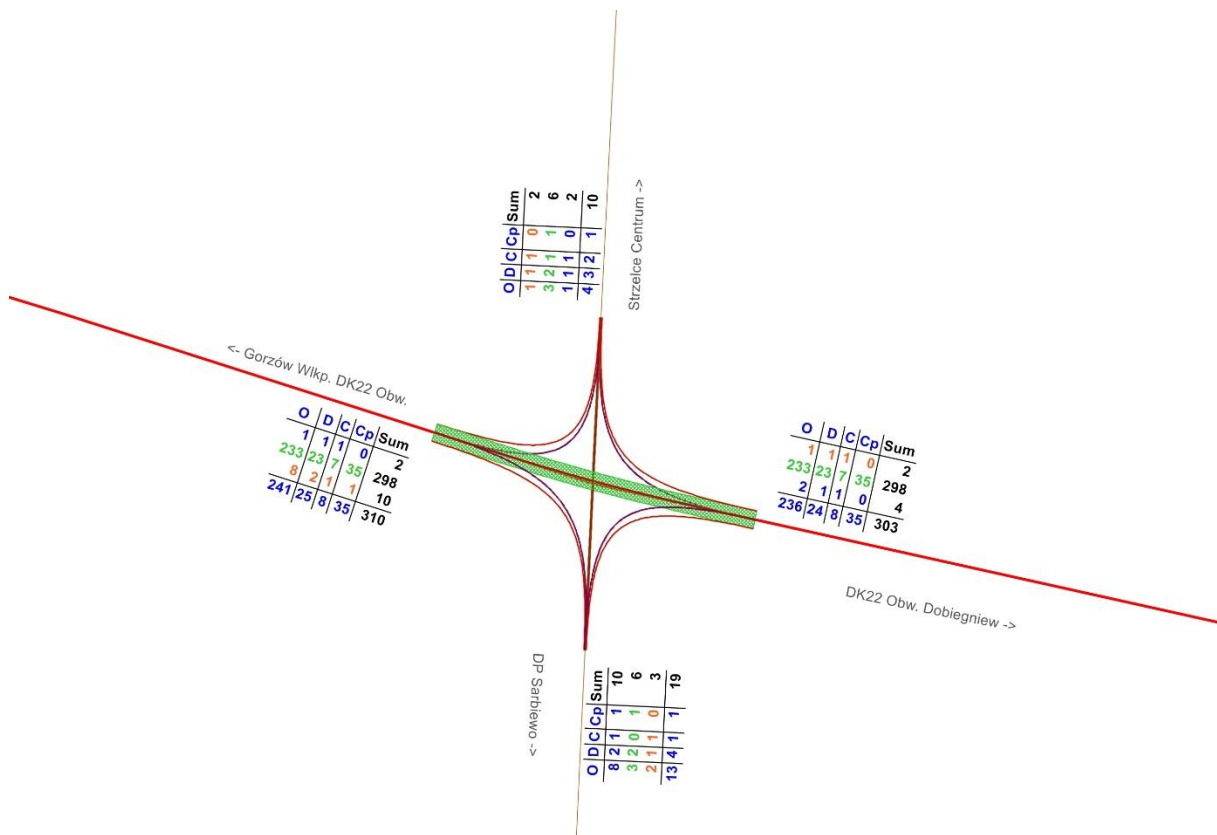 O D C Cp Sum
1 1 1 0 2
3 2 1 1 6
1 1 1 0 2
4 3 2 1 10
Strzelce Centrum ->
<- Gorzów Wlkp. DK22 Obw.
O D C Cp Sum
1 1 1 0 2
233 23 7 35 298
8 2 1 1 10
241 25 8 35 310
O D C Cp Sum
1 1 1 0 2
233 23 7 35 298
2 1 1 0 4
236 24 8 35 303
DK22 Obw. Dobiegniew ->
DP Sarbiewo ->
O D C Cp Sum
8 2 1 1 10
3 2 0 1 6
2 1 1 0 3
13 4 1 1 19